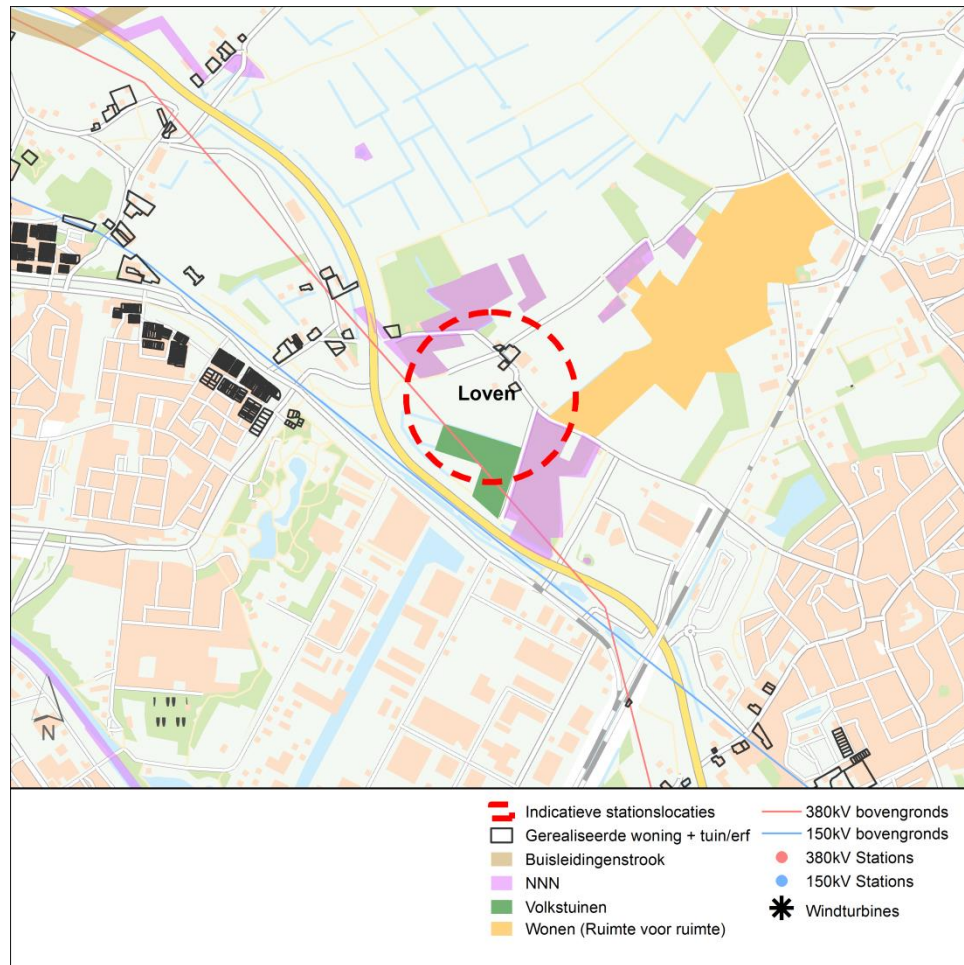 Loven
N
Indicatieve stationslocaties
Gerealiseerde woning + tuin/erf
Buisleidingenstrook
NNN
Volkstuinen
Wonen (Ruimte voor ruimte)
380kV bovengronds
150kV bovengronds
380kV Stations
150kV Stations
Windturbines